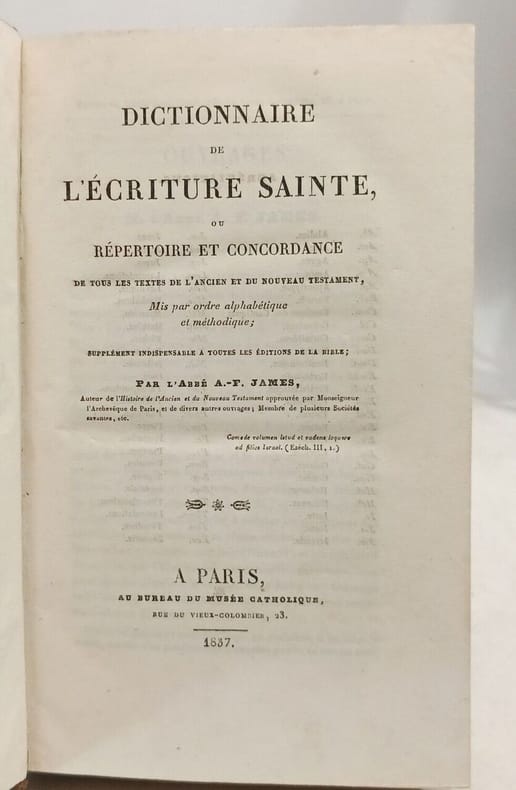 DICTIONNAIRE
DE
L'ÉCRITURE SAINTE,
OU
RÉPERTOIRE ET CONCORDANCE
DE TOUS LES TEXTES DE L'ANCIEN ET DU NOUVEAU TESTAMENT,
Mis par ordre alphabétique
et méthodique;
SUPPLÉMENT INDISPENSABLE A TOUTES LES ÉDITIONS DE LA BIBLE;
PAR L'ABBÉ A.-F. JAMES,
Auteur de l'Histoire de l'Ancien et du Nouveau Testament approuvée par Monseigneur
l'Archevêque de Paris, et de divers autres ouvrages; Membre de plusieurs Sociétés
savantes, etc.
Comede volumen istud et vadens loquere
ad filios Israel. (Ezéch. III, 1.)
A PARIS,
AU BUREAU DU MUSÉE CATHOLIQUE,
RUE DU VIEUX-COLOMBIER, 23.
1837.